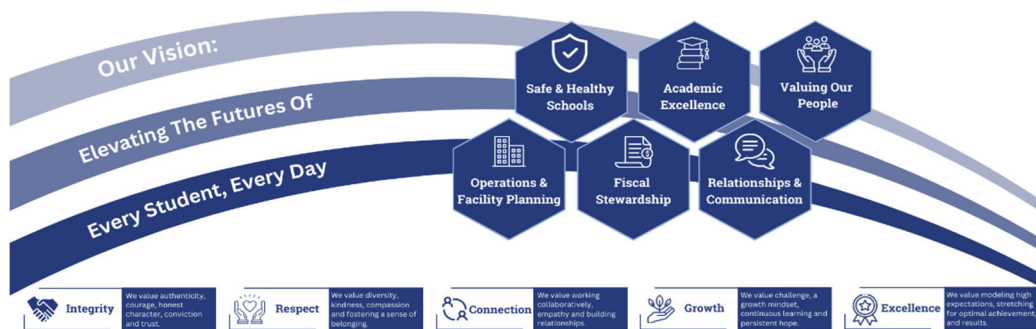 Our Vision:
Elevating The Futures Of
Every Student, Every Day
Safe & Healthy
Schools
Academic
Excellence
Valuing Our
People
Operations &
Facility Planning
Fiscal
Stewardship
Relationships &
Communication
Integrity
We value authenticity,
courage, honest
character, conviction
and trust.
Respect
We value diversity,
kindness, compassion
and fostering a sense of
belonging.
Connection
We value working
collaboratively,
empathy and building
relationships.
Growth
We value challenge, a
growth mindset,
continuous learning and
persistent hope.
Excellence
We value modeling high
expectations, stretching
for optimal achievement
and results.